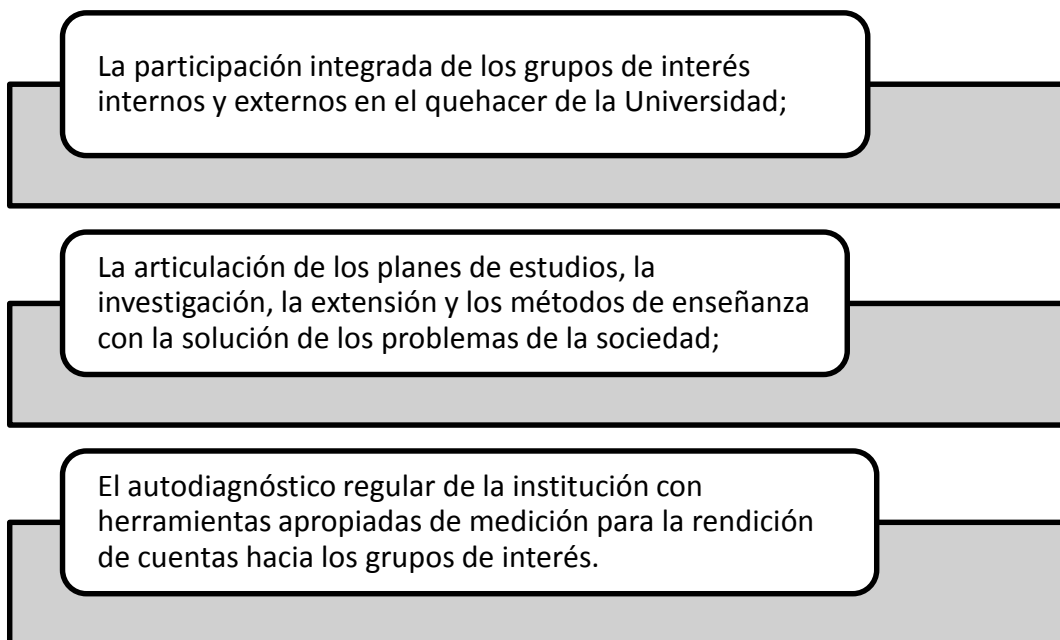 La participación integrada de los grupos de interés
internos y externos en el quehacer de la Universidad;
La articulación de los planes de estudios, la
investigación, la extensión y los métodos de enseñanza
con la solución de los problemas de la sociedad;
El autodiagnóstico regular de la institución con
herramientas apropiadas de medición para la rendición
de cuentas hacia los grupos de interés.